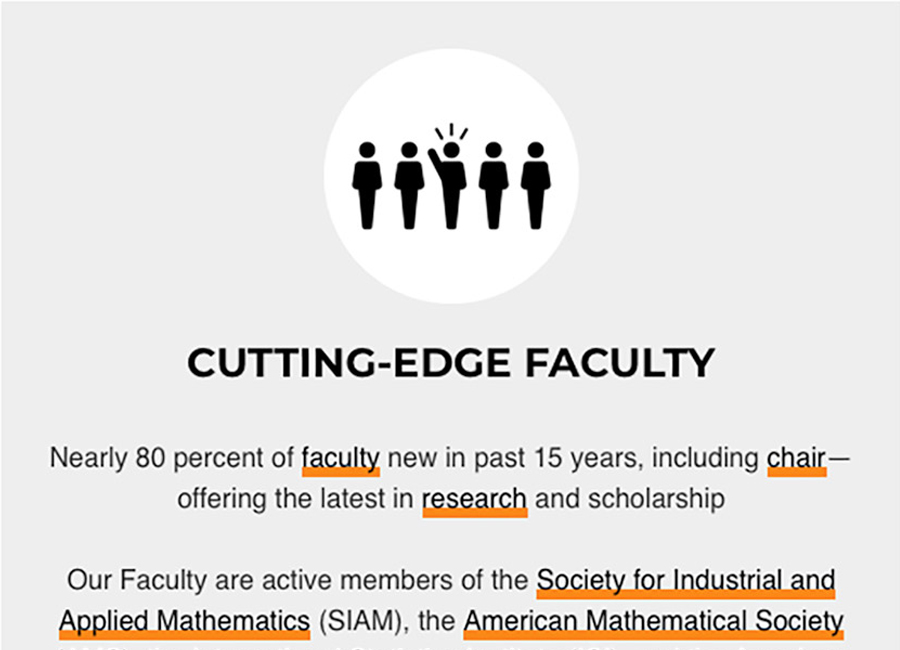 CUTTING-EDGE FACULTY
Nearly 80 percent of faculty new in past 15 years, including chair—
offering the latest in research and scholarship
Our Faculty are active members of the Society for Industrial and
Applied Mathematics (SIAM), the American Mathematical Society